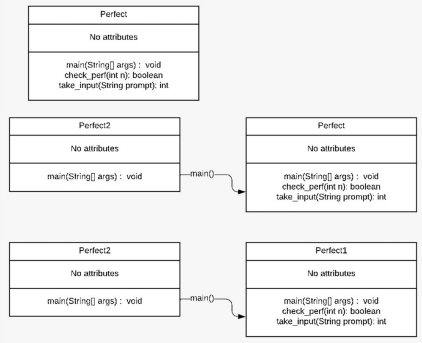 Perfect
No attributes
main(String[] args) : void
check_perf(int n): boolean
take_input(String prompt): int
Perfect2
No attributes
main(String[] args) : void
main()
Perfect
No attributes
main(String[] args) : void
check_perf(int n): boolean
take_input(String prompt): int
Perfect2
No attributes
main(String[] args) : void
main()
Perfect1
No attributes
main(String[] args) : void
check_perf(int n): boolean
take_input(String prompt): int